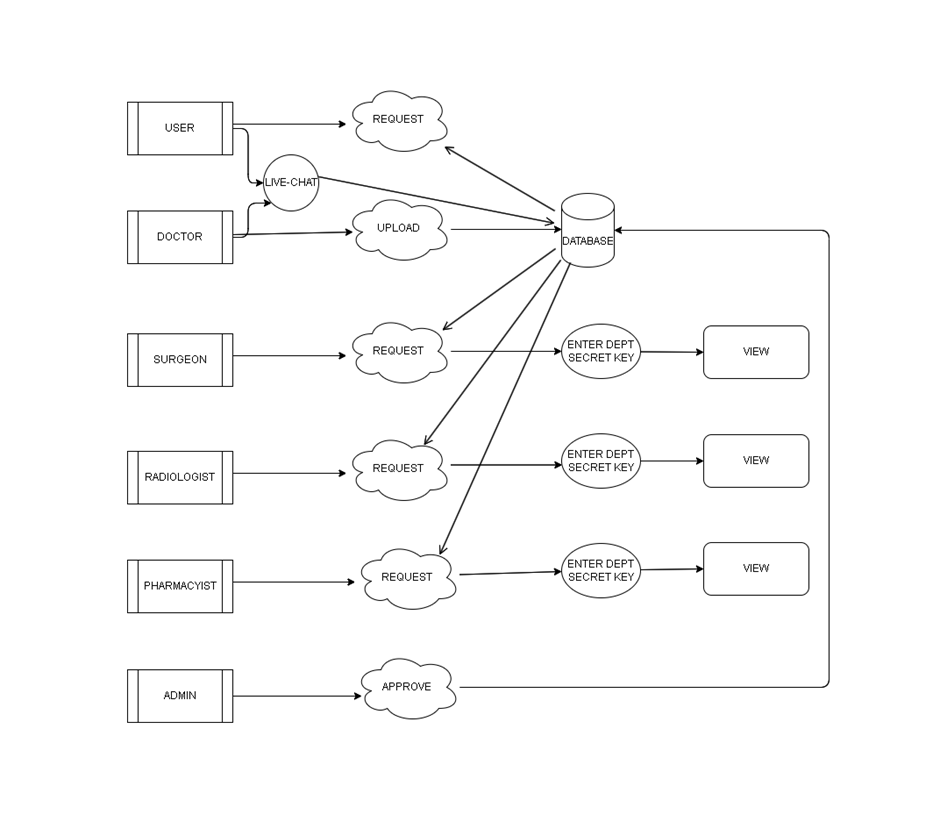 USER
REQUEST
LIVE-CHAT
DOCTOR
UPLOAD
DATABASE
SURGEON
REQUEST
ENTER DEPT
SECRET KEY
VIEW
RADIOLOGIST
REQUEST
ENTER DEPT
SECRET KEY
VIEW
PHARMACYIST
REQUEST
ENTER DEPT
SECRET KEY
VIEW
ADMIN
APPROVE